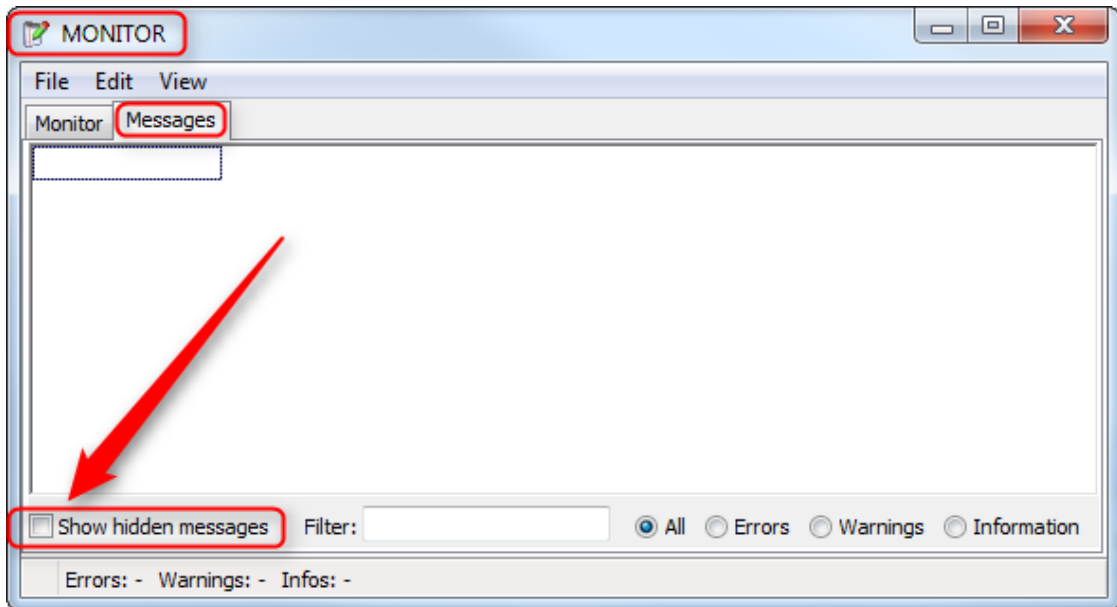 MONITOR
File Edit View
Monitor Messages
Show hidden messages Filter: All Errors Warnings Information
Errors: - Warnings: - Infos: -